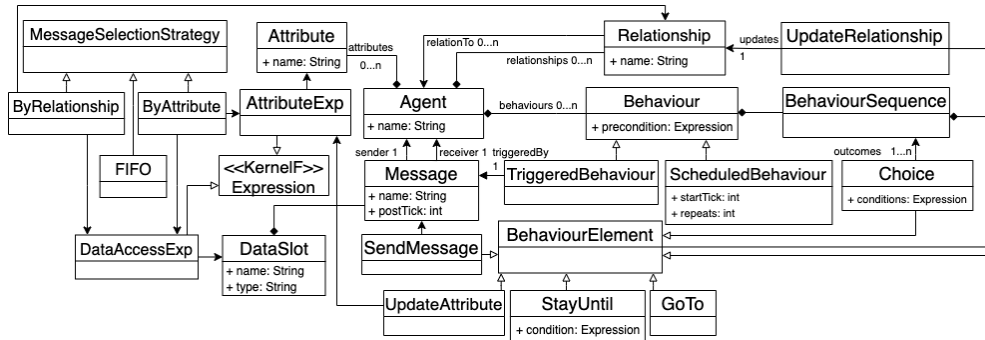 MessageSelectionStrategy
Attribute
+ name: String
attributes
0...n
relationTo 0...n
relationships 0...n
Relationship
+ name: String
updates
1
UpdateRelationship
ByRelationship
ByAttribute
AttributeExp
Agent
+ name: String
behaviours 0...n
Behaviour
+ precondition: Expression
BehaviourSequence
FIFO
<<KernelF>>
Expression
sender 1
receiver 1
triggeredBy
1
outcomes 1...n
Message
+ name: String
+ postTick: int
TriggeredBehaviour
ScheduledBehaviour
+ startTick: int
+ repeats: int
Choice
+ conditions: Expression
DataAccessExp
DataSlot
+ name: String
+ type: String
SendMessage
BehaviourElement
UpdateAttribute
StayUntil
+ condition: Expression
GoTo